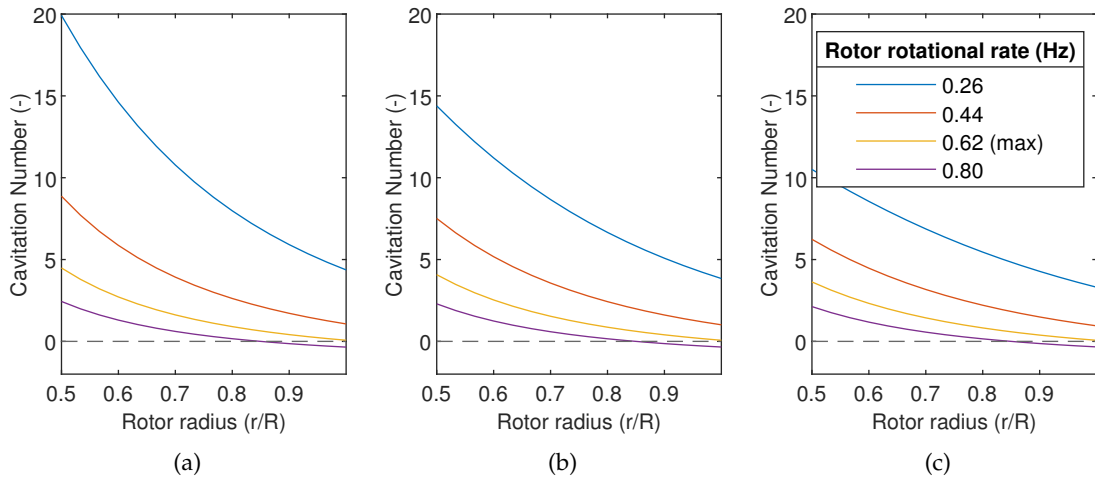 20
15
10
5
0
Cavitation Number (-)
0.5 0.6 0.7 0.8 0.9
Rotor radius (r/R)
(a)
20
15
10
5
0
Cavitation Number (-)
0.5 0.6 0.7 0.8 0.9
Rotor radius (r/R)
(b)
20
15
10
5
0
Cavitation Number (-)
0.5 0.6 0.7 0.8 0.9
Rotor radius (r/R)
(c)
Rotor rotational rate (Hz)
0.26
0.44
0.62 (max)
0.80